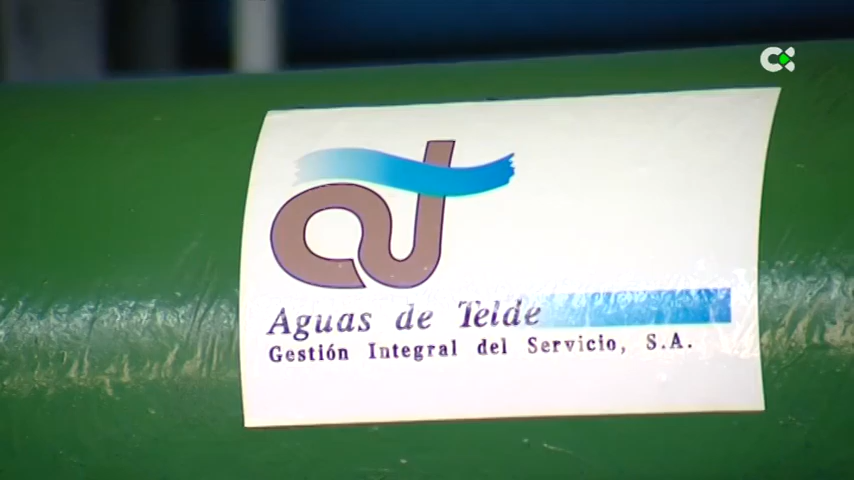 Aguas de Telde
Gestión Integral del Servicio, S.A.